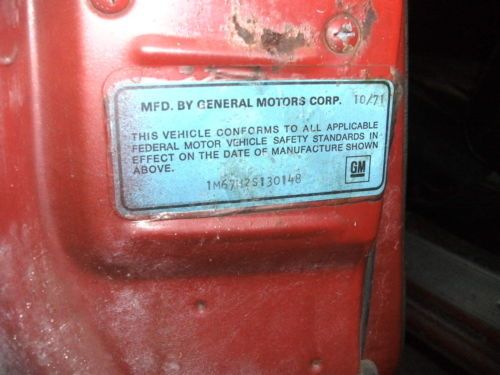 MFD. BY GENERAL MOTORS CORP. 10/71
THIS VEHICLE CONFORMS TO ALL APPLICABLE
FEDERAL MOTOR VEHICLE SAFETY STANDARDS IN
EFFECT ON THE DATE OF MANUFACTURE SHOWN
ABOVE.
1M67H2S130148
GM